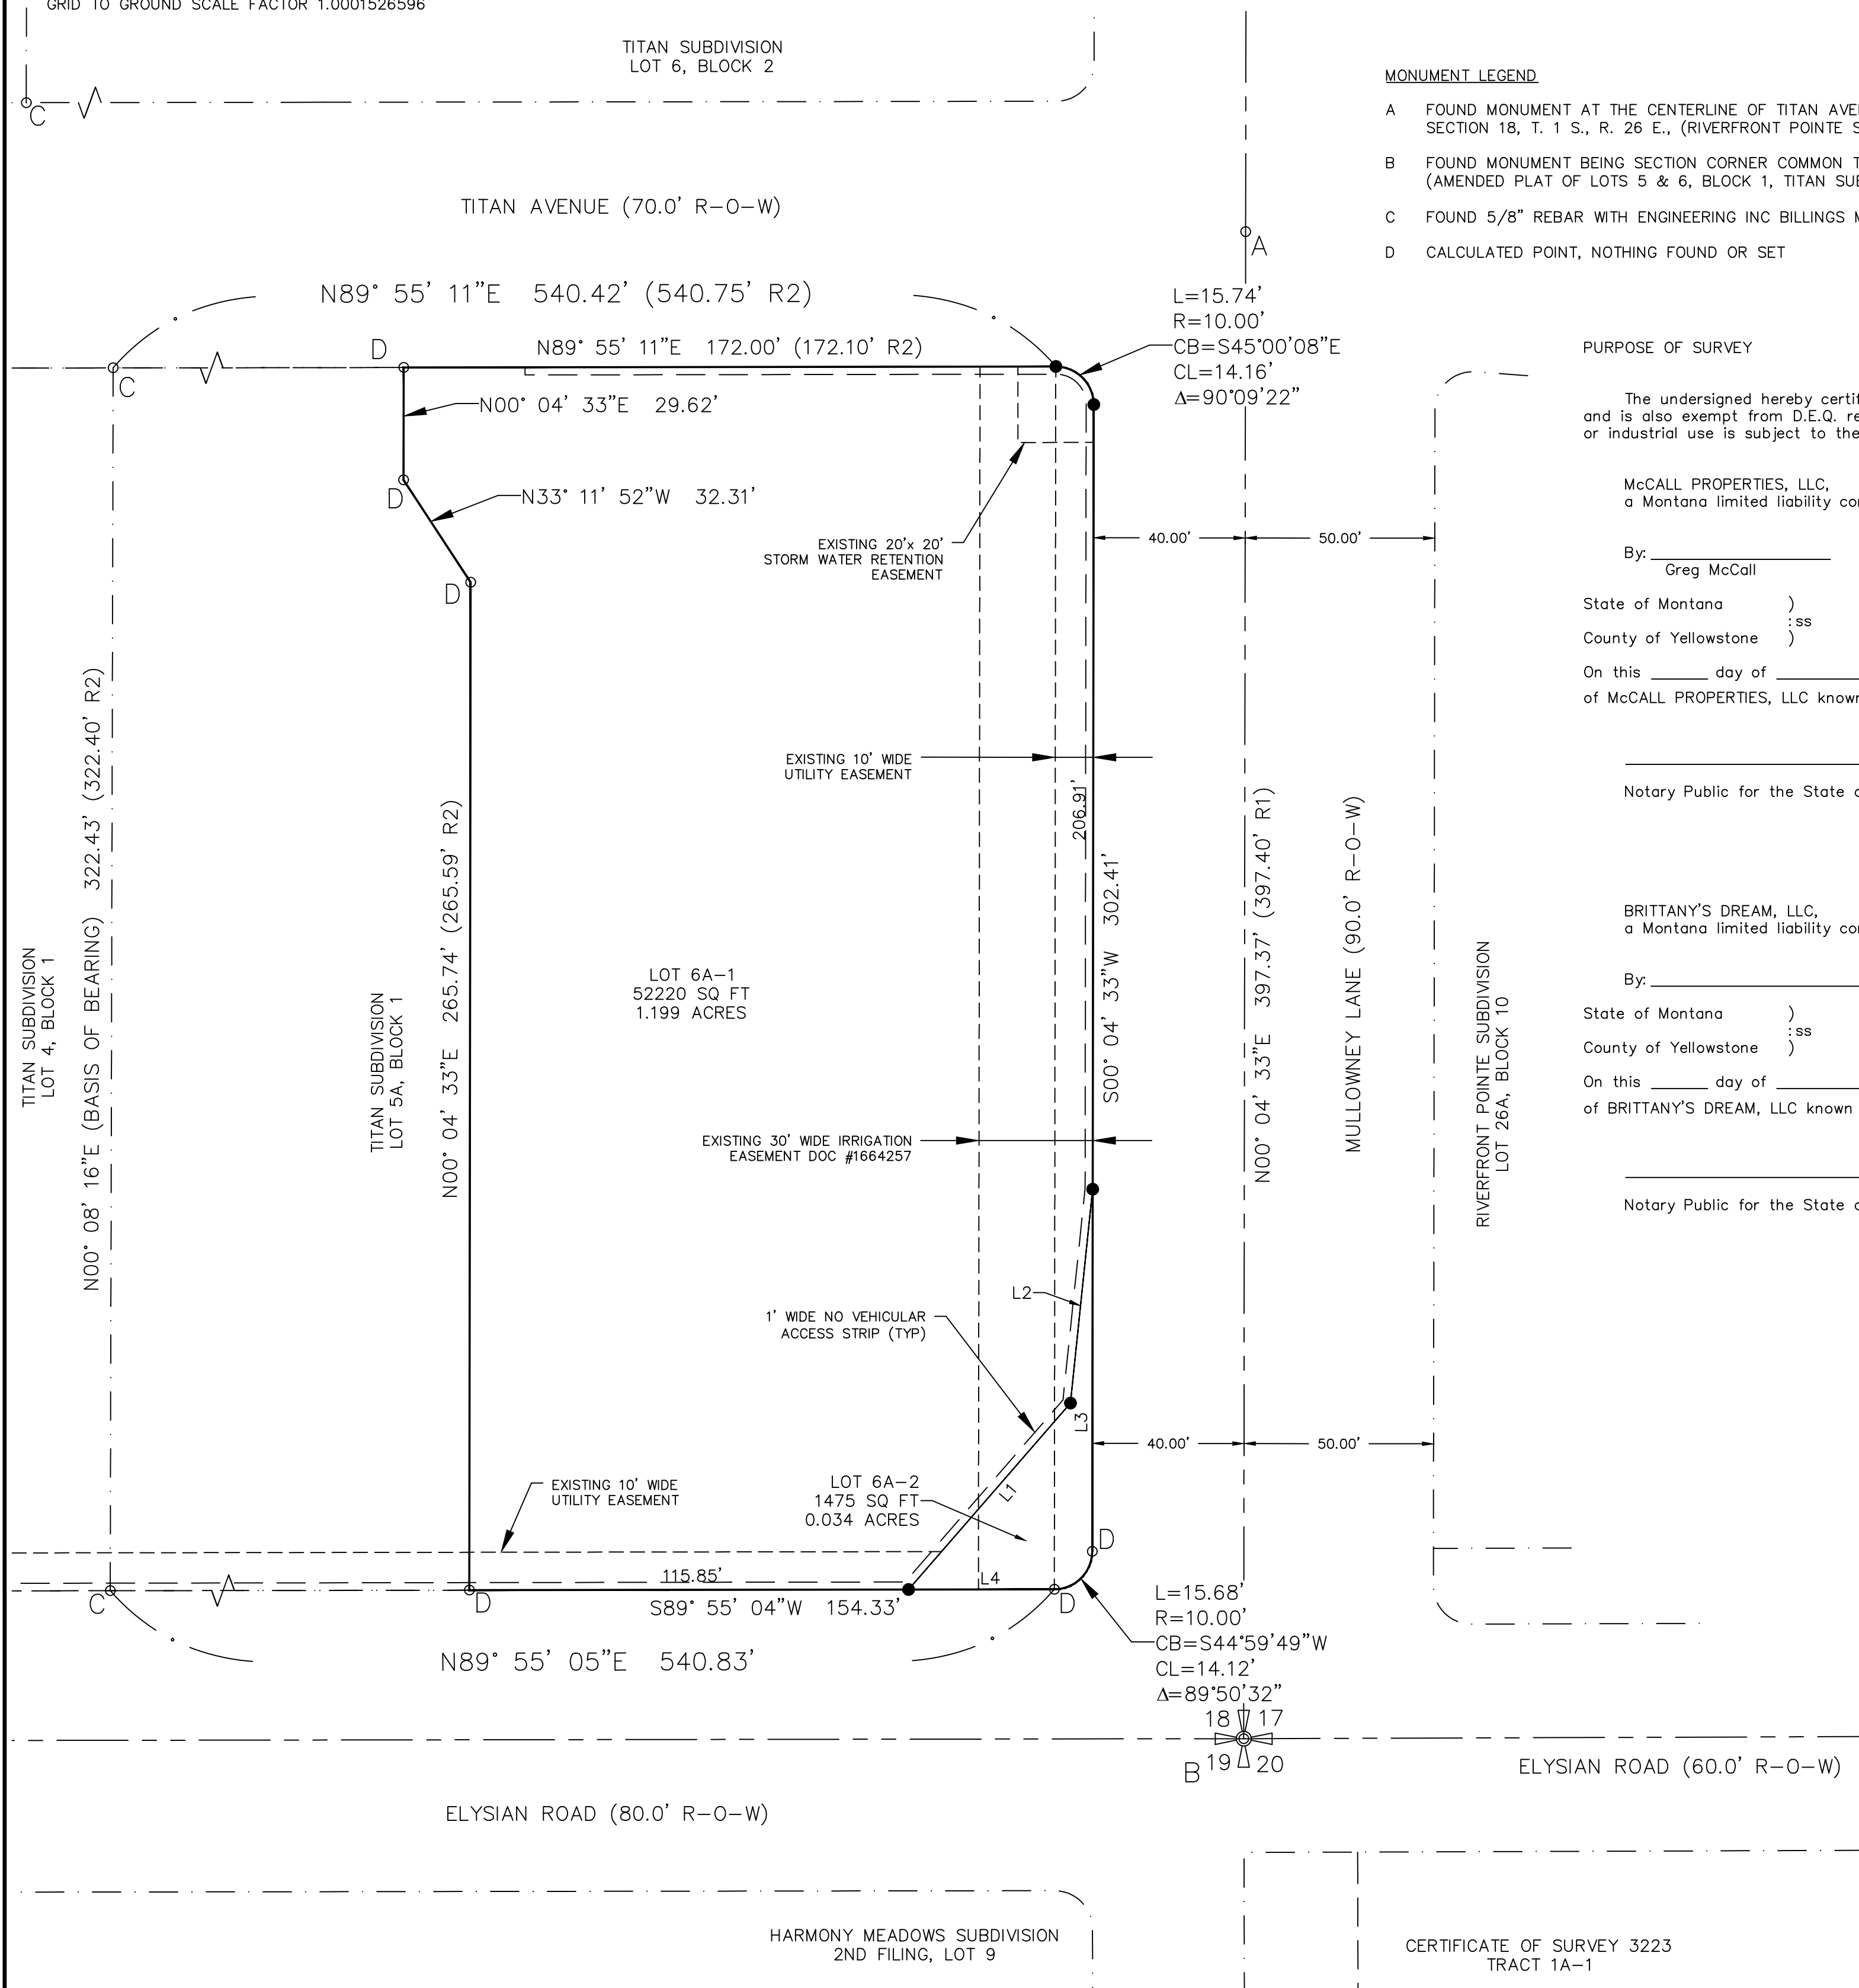 GRID TO GROUND SCALE FACTOR 1.0001526596
TITAN SUBDIVISION
LOT 6, BLOCK 2
C
TITAN AVENUE (70.0' R-O-W)
A
MONUMENT LEGEND
A FOUND MONUMENT AT THE CENTERLINE OF TITAN
SECTION 18, T. 1 S., R. 26 E., (RIVERFRONT POINTE
B FOUND MONUMENT BEING SECTION CORNER COMMON
(AMENDED PLAT OF LOTS 5 & 6, BLOCK 1, TITAN
C FOUND 5/8" REBAR WITH ENGINEERING INC BILLINGS
D CALCULATED POINT, NOTHING FOUND OR SET
N89° 55' 11"E 540.42' (540.75' R2)
L=15.74'
R=10.00'
CB=S45°00'08"E
CL=14.16'
Δ=90°09'22"
D
N89° 55' 11"E 172.00' (172.10' R2)
C
N00° 04' 33"E 29.62'
D
N33° 11' 52"W 32.31'
D
EXISTING 20'x 20'
STORM WATER RETENTION
EASEMENT
40.00'
50.00'
EXISTING 10' WIDE
UTILITY EASEMENT
206.91'
S00° 04' 33"W 302.41'
N00° 04' 33"E 397.37' (397.40' R1)
MULLOWNEY LANE (90.0' R-O-W)
RIVERFRONT POINTE SUBDIVISION
LOT 26A, BLOCK 10
TITAN SUBDIVISION
LOT 4, BLOCK 1
N00° 08' 16"E (BASIS OF BEARING) 322.43' (322.40' R2)
TITAN SUBDIVISION
LOT 5A, BLOCK 1
N00° 04' 33"E 265.74' (265.59' R2)
LOT 6A-1
52220 SQ FT
1.199 ACRES
EXISTING 30' WIDE IRRIGATION
EASEMENT DOC #1664257
L2
1' WIDE NO VEHICULAR
ACCESS STRIP (TYP)
L3
40.00'
50.00'
L1
EXISTING 10' WIDE
UTILITY EASEMENT
LOT 6A-2
1475 SQ FT
0.034 ACRES
D
C
D
115.85'
L4
D
S89° 55' 04"W 154.33'
N89° 55' 05"E 540.83'
L=15.68'
R=10.00'
CB=S44°59'49"W
CL=14.12'
Δ=89°50'32"
18 17
19 20
B
ELYSIAN ROAD (60.0' R-O-W)
ELYSIAN ROAD (80.0' R-O-W)
HARMONY MEADOWS SUBDIVISION
2ND FILING, LOT 9
CERTIFICATE OF SURVEY 3223
TRACT 1A-1
PURPOSE OF SURVEY
The undersigned hereby
and is also exempt from D.E.Q.
or industrial use is subject to the
McCALL PROPERTIES, LLC,
a Montana limited liability
By:
Greg McCall
State of Montana )
:ss
County of Yellowstone )
On this ______ day of
of McCALL PROPERTIES, LLC
Notary Public for the State
BRITTANY'S DREAM, LLC,
a Montana limited liability
By:
State of Montana )
:ss
County of Yellowstone )
On this ______ day of
of BRITTANY'S DREAM, LLC known
Notary Public for the State